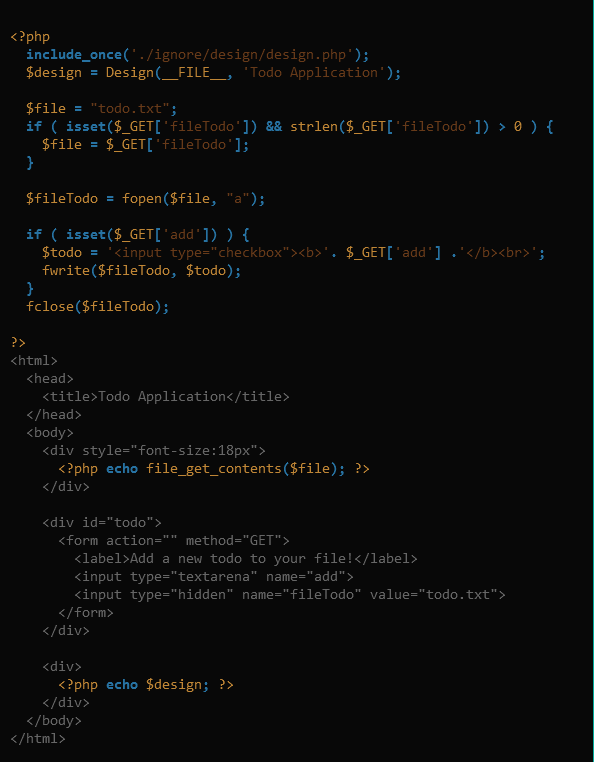 <?php
  include_once('./ignore/design/design.php');
  $design = Design(__FILE__, 'Todo Application');

  $file = "todo.txt";
  if ( isset($_GET['fileTodo']) && strlen($_GET['fileTodo']) > 0 ) {
    $file = $_GET['fileTodo'];
  }

  $fileTodo = fopen($file, "a");

  if ( isset($_GET['add']) ) {
    $todo = '<input type="checkbox"><b>'. $_GET['add'] .'</b><br>';
    fwrite($fileTodo, $todo);
  }
  fclose($fileTodo);

?>
<html>
  <head>
    <title>Todo Application</title>
  </head>
  <body>
    <div style="font-size:18px">
      <?php echo file_get_contents($file); ?>
    </div>

    <div id="todo">
      <form action="" method="GET">
        <label>Add a new todo to your file!</label>
        <input type="textarena" name="add">
        <input type="hidden" name="fileTodo" value="todo.txt">
      </form>
    </div>

    <div>
      <?php echo $design; ?>
    </div>
  </body>
</html>